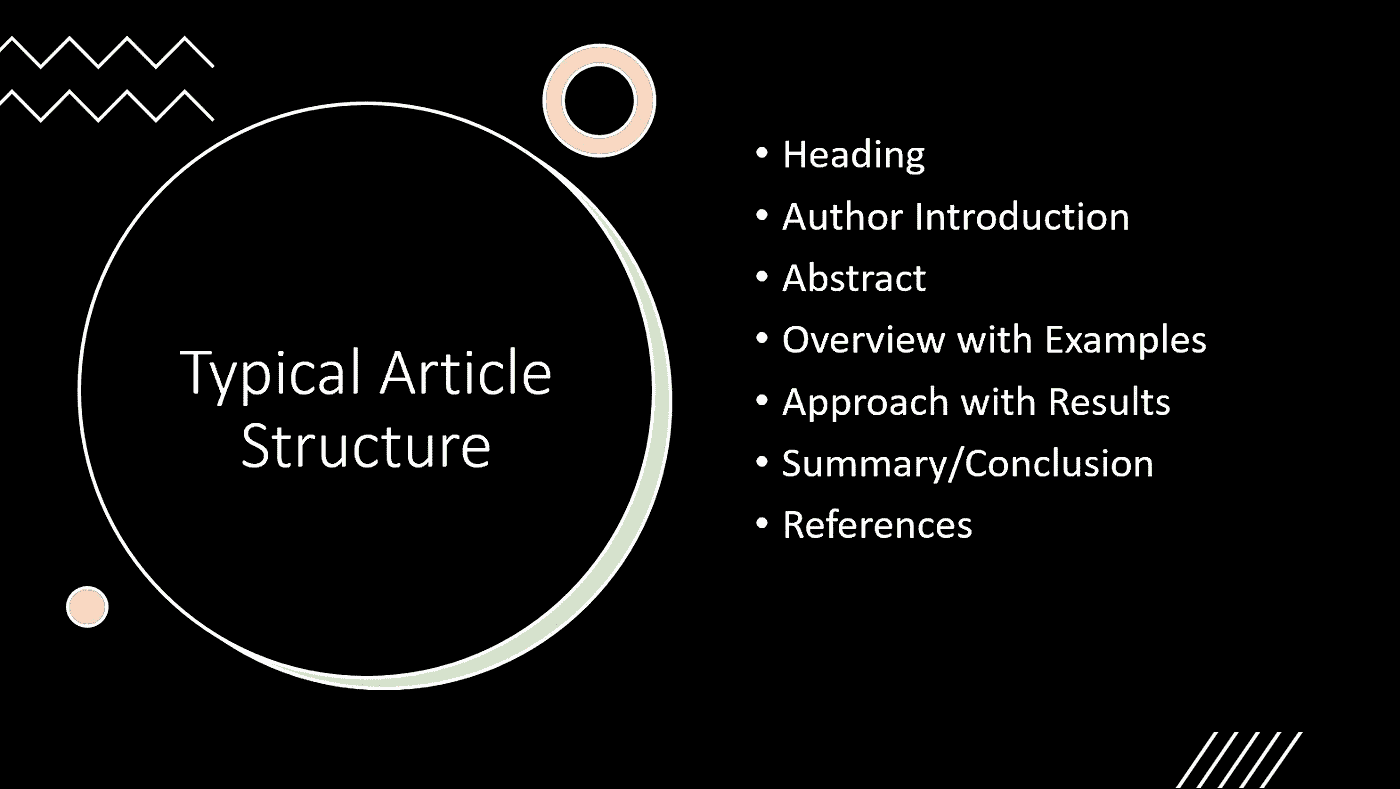 Typical Article
Structure
• Heading
• Author Introduction
• Abstract
• Overview with Examples
• Approach with Results
• Summary/Conclusion
• References